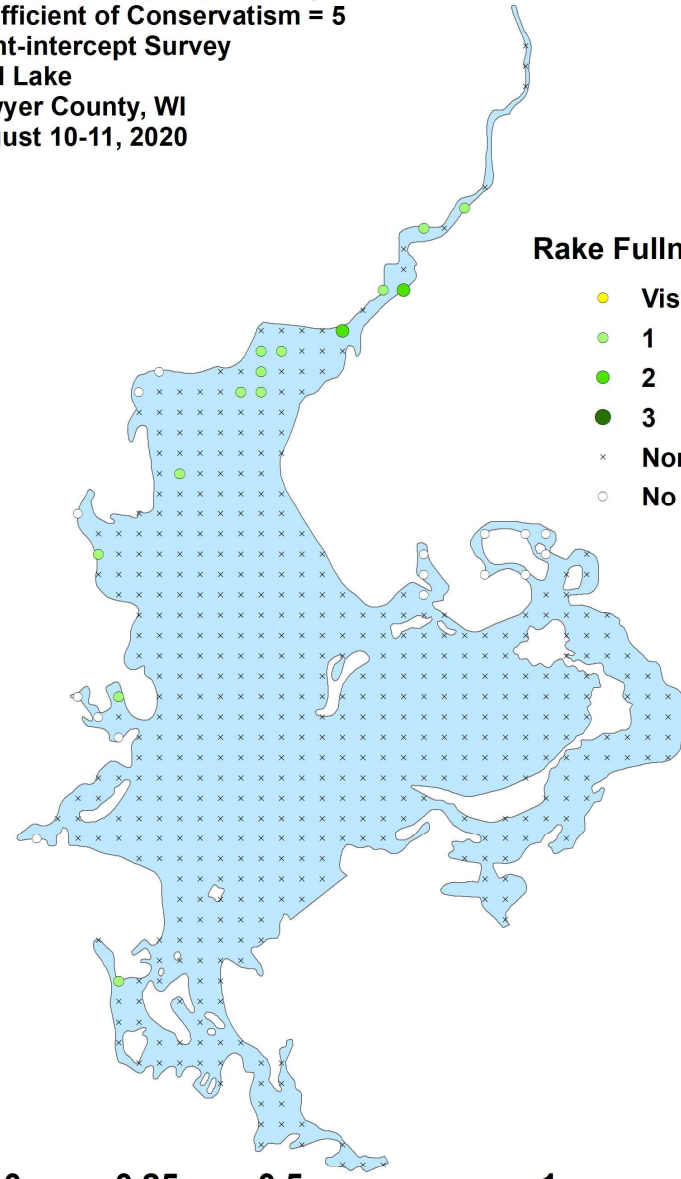 fficient of Conservatism = 5
nt-intercept Survey
Lake
yer County, WI
ust 10-11, 2020
Rake Fulln
Vis
1
2
3
Nor
No
0 0.25 0.5 1